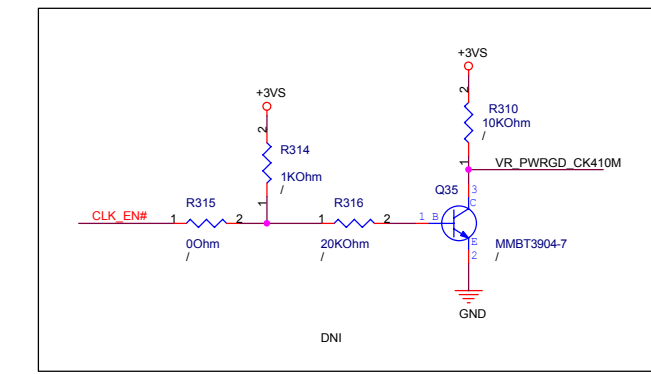 +3VS
2
R310
10KOhm
/
1
VR_PWRGD_CK410M
+3VS
2
R314
1KOhm
/
1
CLK_EN#
1
R315
2
0Ohm
/
1
R316
2
20KOhm
/
Q35
3
C
1
B
E
2
MMBT3904-7
/
GND
DNI